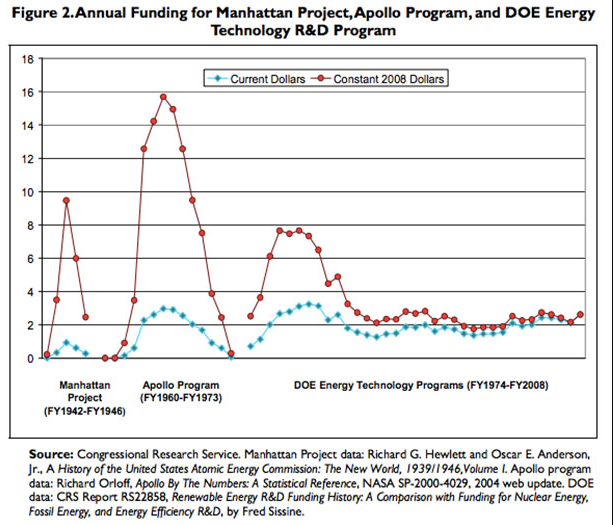 Figure 2. Annual Funding for Manhattan Project, Apollo Program, and DOE Energy
Technology R&D Program
Current Dollars Constant 2008 Dollars
18
16
14
12
10
8
6
4
2
0
Manhattan
Project
(FY1942-FY1946)
Apollo Program
(FY1960-FY1973)
DOE Energy Technology Programs (FY1974-FY2008)
Source: Congressional Research Service. Manhattan Project data: Richard G. Hewlett and Oscar E. Anderson,
Jr., A History of the United States Atomic Energy Commission: The New World, 1939/1946, Volume I. Apollo program
data: Richard Orloff, Apollo By The Numbers: A Statistical Reference, NASA SP-2000-4029, 2004 web update. DOE
data: CRS Report RS22858, Renewable Energy R&D Funding History: A Comparison with Funding for Nuclear Energy,
Fossil Energy, and Energy Efficiency R&D, by Fred Sissine.